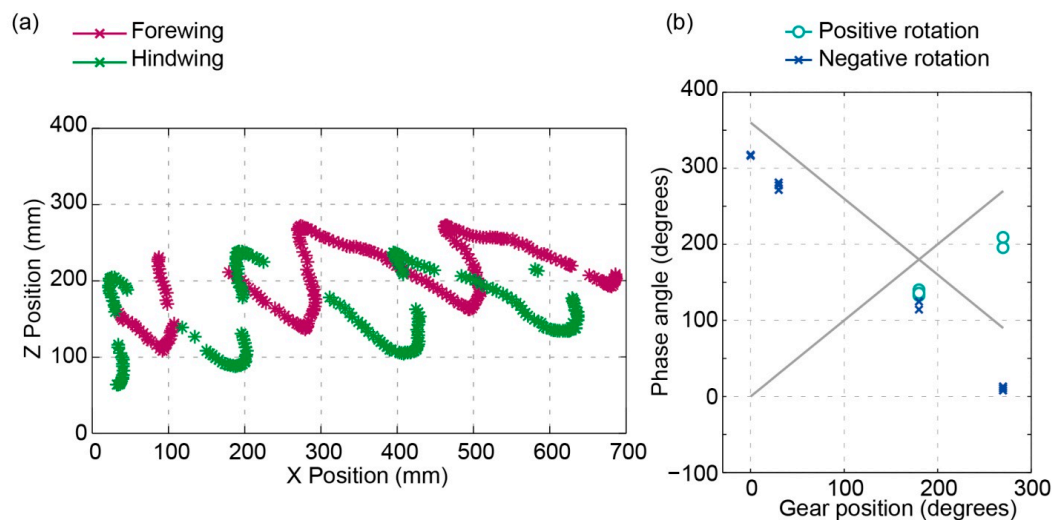 (a)
Forewing
Hindwing
400
300
200
100
0
Z Position (mm)
0 100 200 300 400 500 600 700
X Position (mm)
(b)
Positive rotation
Negative rotation
400
300
200
100
0
−100
Phase angle (degrees)
0 100 200 300
Gear position (degrees)